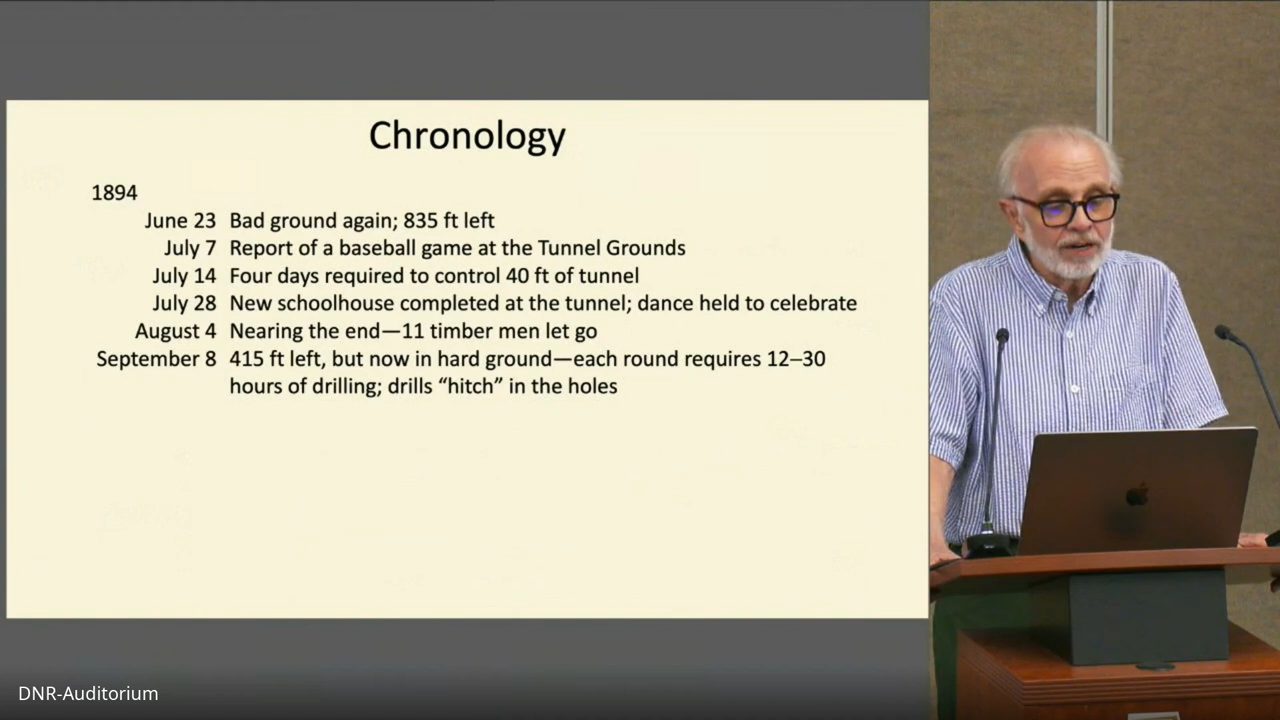 Chronology
1894
June 23 Bad ground again; 835 ft left
July 7 Report of a baseball game at the Tunnel Grounds
July 14 Four days required to control 40 ft of tunnel
July 28 New schoolhouse completed at the tunnel; dance held to celebrate
August 4 Nearing the end—11 timber men let go
September 8 415 ft left, but now in hard ground—each round requires 12–30
hours of drilling; drills “hitch” in the holes
DNR-Auditorium